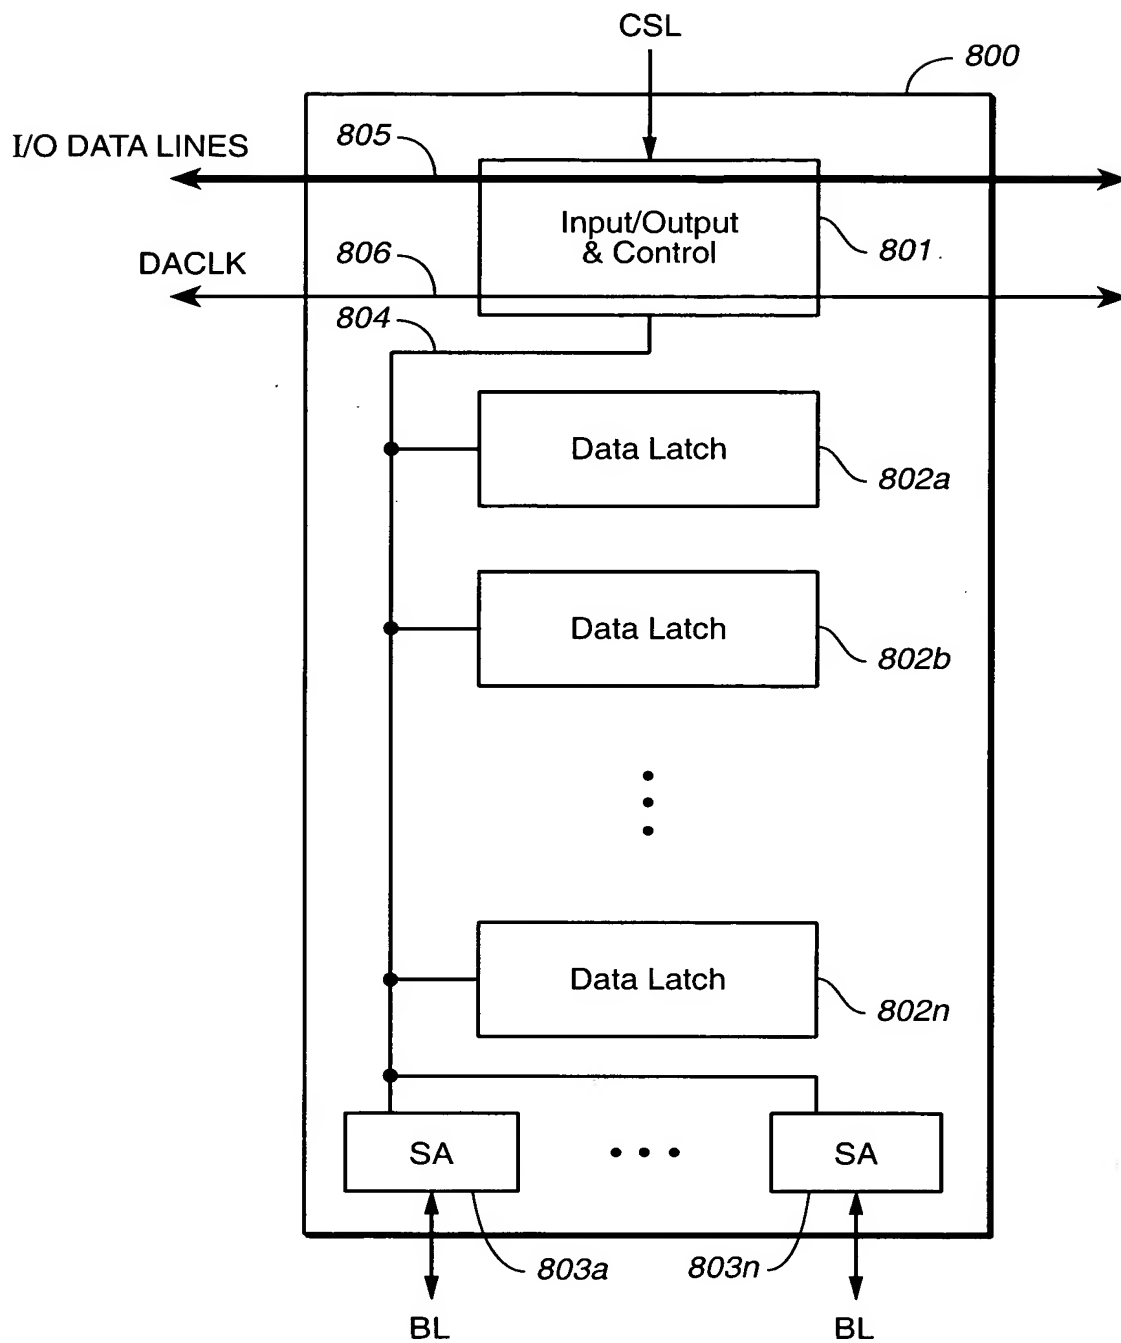 CSL
800
I/O DATA LINES
805
Input/Output
& Control
801
DACLK
806
804
Data Latch
802a
Data Latch
802b
Data Latch
802n
SA
SA
803a
803n
BL
BL